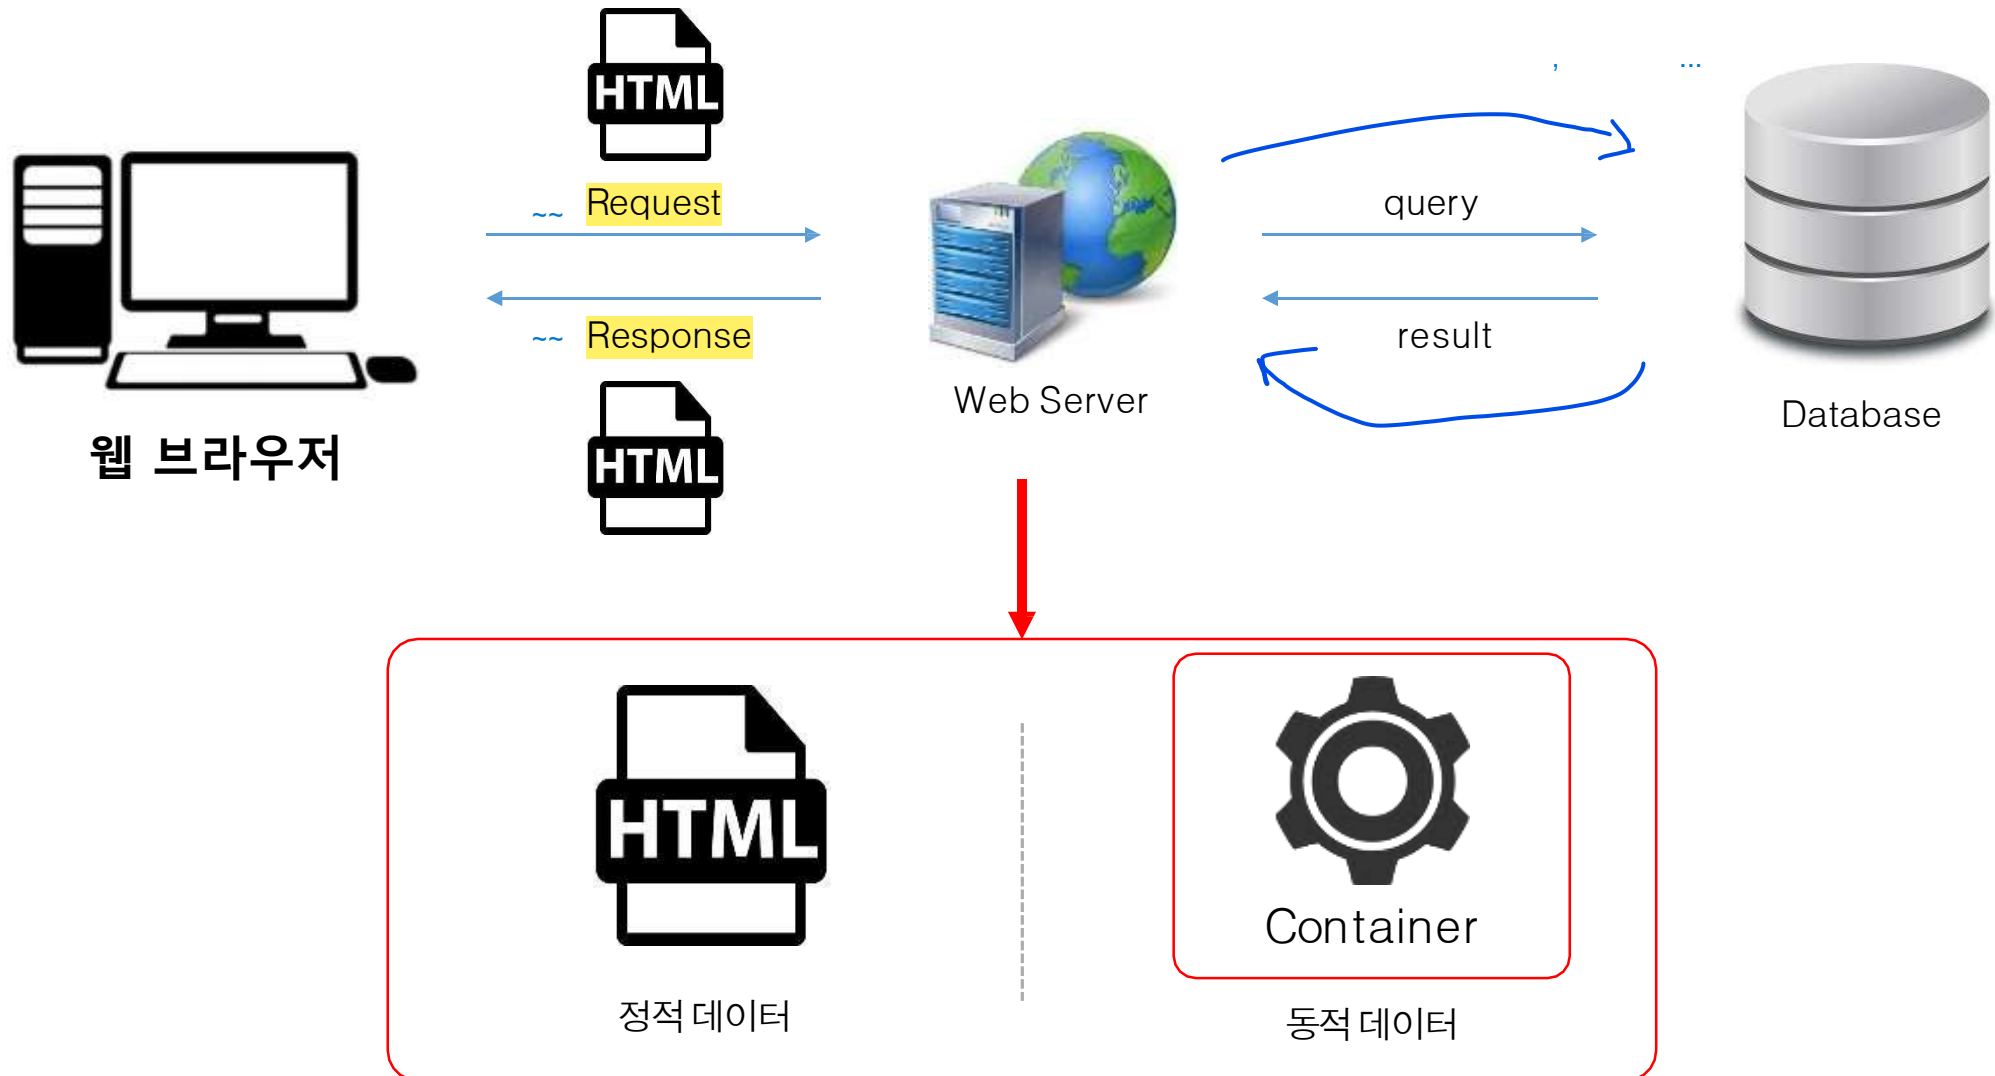 HTML
, ...
~~ Request
query
~~ Response
result
HTML
Web Server
Database
웹 브라우저
HTML
Container
정적 데이터
동적 데이터